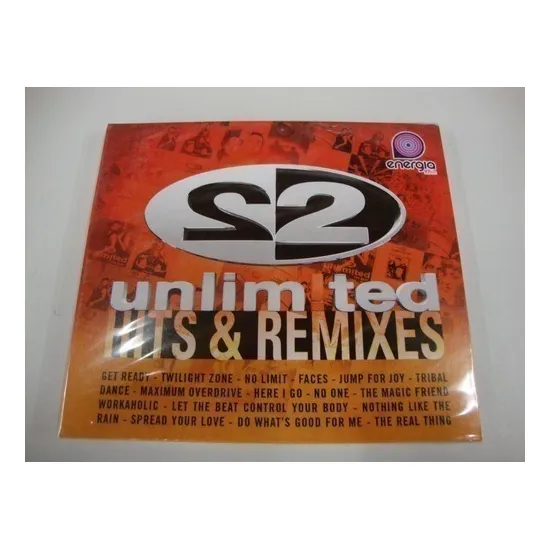 energia
2
unlimited
HITS & REMIXES
GET READY - TWILIGHT ZONE - NO LIMIT - FACES - JUMP FOR JOY - TRIBAL
DANCE - MAXIMUM OVERDRIVE - HERE I GO - NO ONE - THE MAGIC FRIEND
WORKAHOLIC - LET THE BEAT CONTROL YOUR BODY - NOTHING LIKE THE
RAIN - SPREAD YOUR LOVE - DO WHAT'S GOOD FOR ME - THE REAL THING